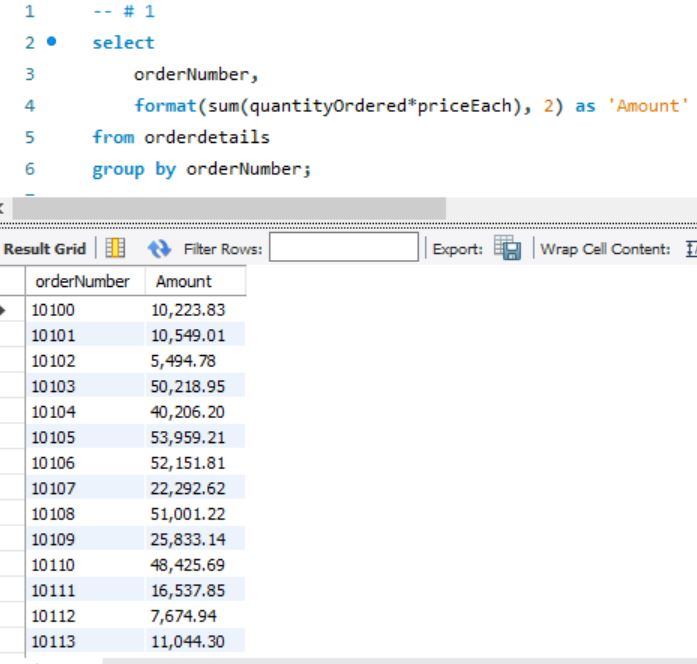 1 -- # 1
2 select
3 orderNumber,
4 format(sum(quantityOrdered*priceEach), 2) as 'Amount'
5 from orderdetails
6 group by orderNumber;
Result Grid Filter Rows: Export: Wrap Cell Content:
orderNumber Amount
10100 10,223.83
10101 10,549.01
10102 5,494.78
10103 50,218.95
10104 40,206.20
10105 53,959.21
10106 52,151.81
10107 22,292.62
10108 51,001.22
10109 25,833.14
10110 48,425.69
10111 16,537.85
10112 7,674.94
10113 11,044.30